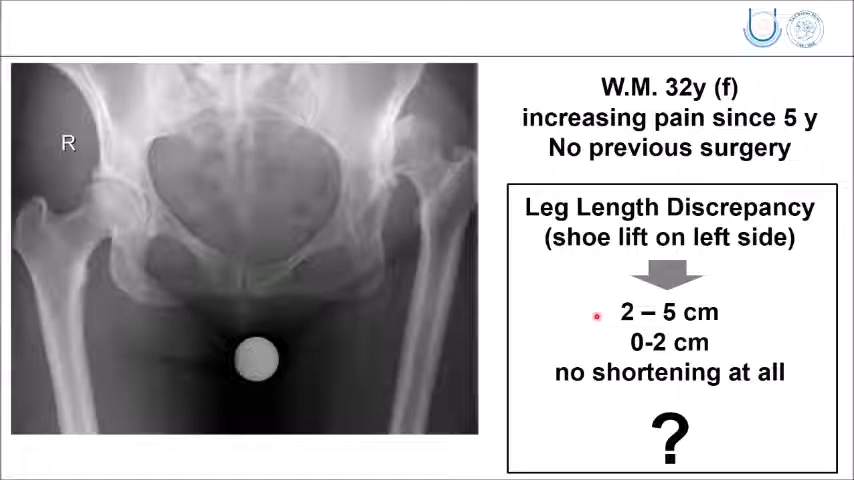 R
W.M. 32y (f)
increasing pain since 5 y
No previous surgery
Leg Length Discrepancy
(shoe lift on left side)
2 – 5 cm
0-2 cm
no shortening at all
?